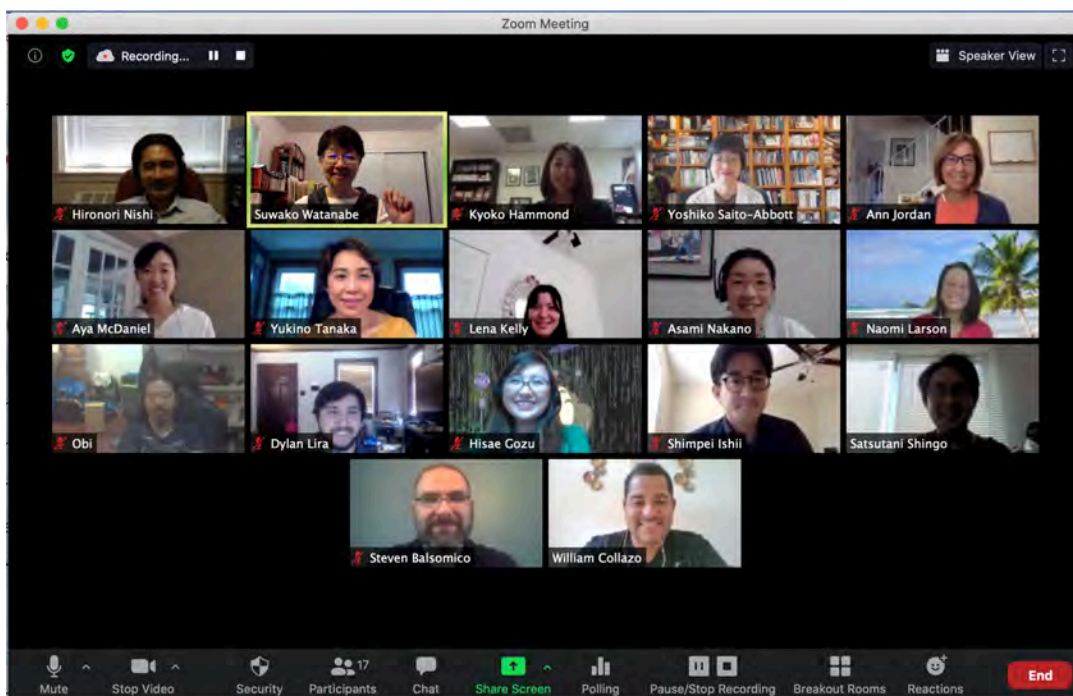 Zoom Meeting
Recording...
Speaker View
Hironori Nishi
Suwako Watanabe
Kyoko Hammond
Yoshiko Saito-Abbott
Ann Jordan
Aya McDaniel
Yukino Tanaka
Lena Kelly
Asami Nakano
Naomi Larson
Obi
Dylan Lira
Hisae Gozu
Shimpei Ishii
Satsutani Shingo
Steven Balsomico
William Collazo
17
Mute
Stop Video
Security
Participants
Chat
Share Screen
Polling
Pause/Stop Recording
Breakout Rooms
Reactions
End